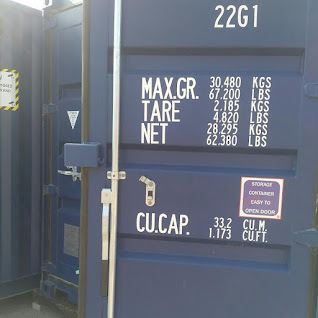 22G1
MAX.GR. 30.480 KGS
67.200 LBS
TARE 2.185 KGS
4.820 LBS
NET 28.295 KGS
62.380 LBS
STORAGE
CONTAINER
EASY TO
OPEN DOOR
CU.CAP. 33.2 CU.M.
1.173 CU.FT.